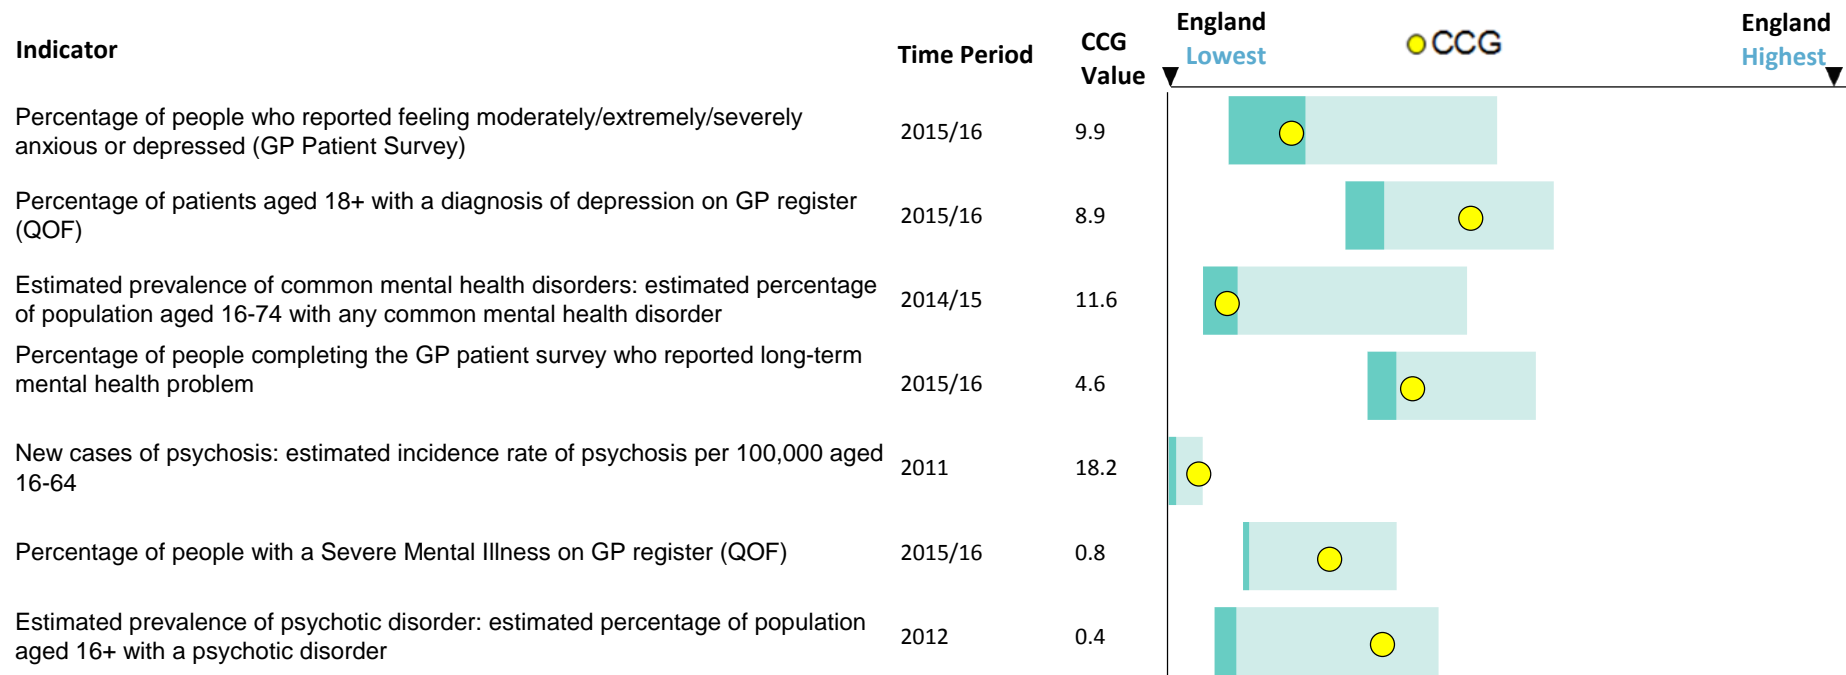 Indicator
Time Period
CCG
Value
England
Lowest
CCG
England
Highest
Percentage of people who reported feeling moderately/extremely/severely
anxious or depressed (GP Patient Survey)
2015/16
9.9
Percentage of patients aged 18+ with a diagnosis of depression on GP register
(QOF)
2015/16
8.9
Estimated prevalence of common mental health disorders: estimated percentage
of population aged 16-74 with any common mental health disorder
2014/15
11.6
Percentage of people completing the GP patient survey who reported long-term
mental health problem
2015/16
4.6
New cases of psychosis: estimated incidence rate of psychosis per 100,000 aged
16-64
2011
18.2
Percentage of people with a Severe Mental Illness on GP register (QOF)
2015/16
0.8
Estimated prevalence of psychotic disorder: estimated percentage of population
aged 16+ with a psychotic disorder
2012
0.4